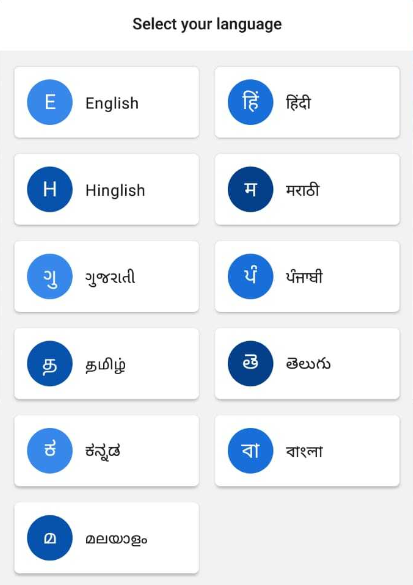 Select your language
E English
हिं हिंदी
H Hinglish
म मराठी
ગુ ગુજરાતી
ਪੰ ਪੰਜਾਬੀ
த தமிழ்
తె తెలుగు
ಕ ಕನ್ನಡ
বা বাংলা
മ മലയാളം